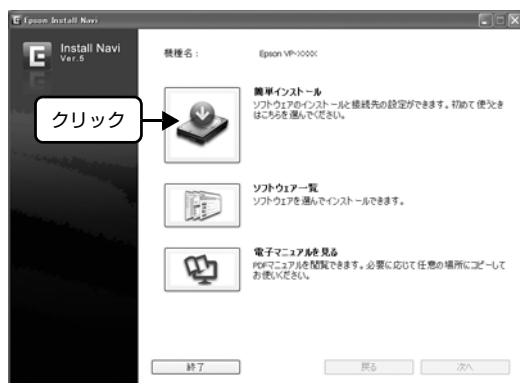 Epson Install Navi
E Install Navi
Ver.5
機種名: Epson VP-XXXX
クリック
簡単インストール
ソフトウェアのインストールと接続先の設定ができます。初めて使うとき
はこちらを選んでください。
ソフトウェア一覧
ソフトウェアを選んでインストールできます。
電子マニュアルを見る
PDFマニュアルを閲覧できます。必要に応じて任意の場所にコピーして
お使いください。
終了
戻る
次へ